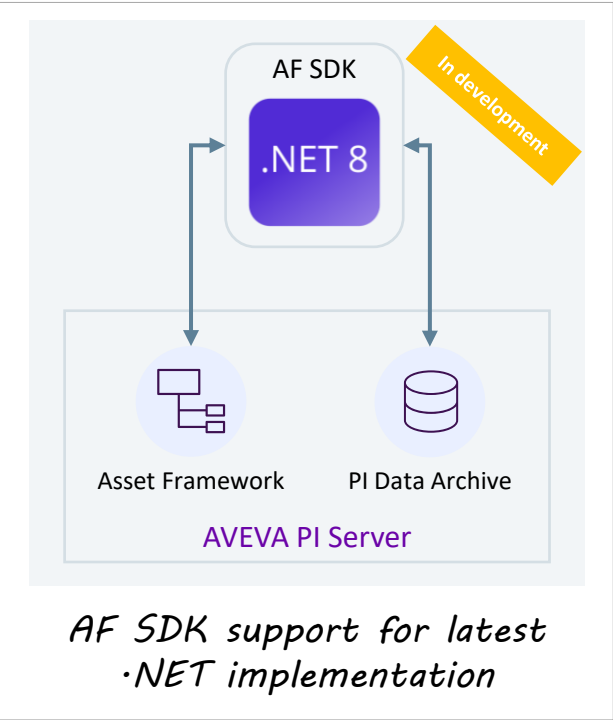 AF SDK
In development
.NET 8
Asset Framework
PI Data Archive
AVEVA PI Server
AF SDK support for latest
.NET implementation